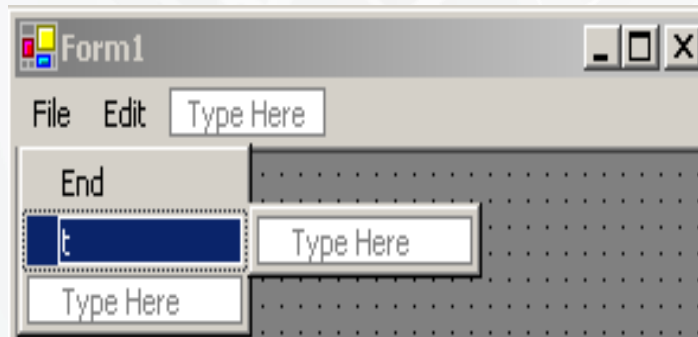 Form1
File Edit Type Here
End
t Type Here
Type Here